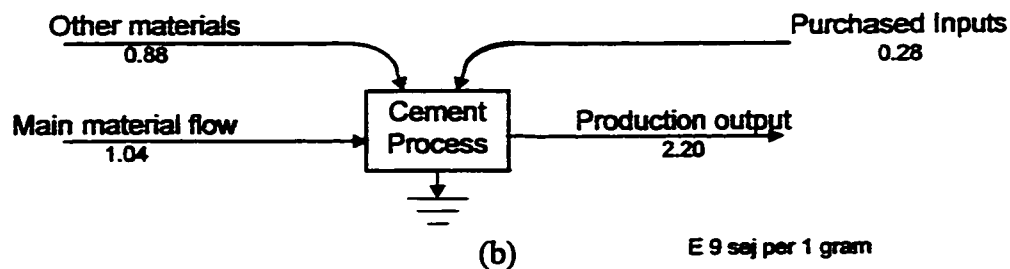 Other materials
0.88
Purchased Inputs
0.28
Main material flow
1.04
Cement
Process
Production output
2.20
(b)
E 9 sej per 1 gram